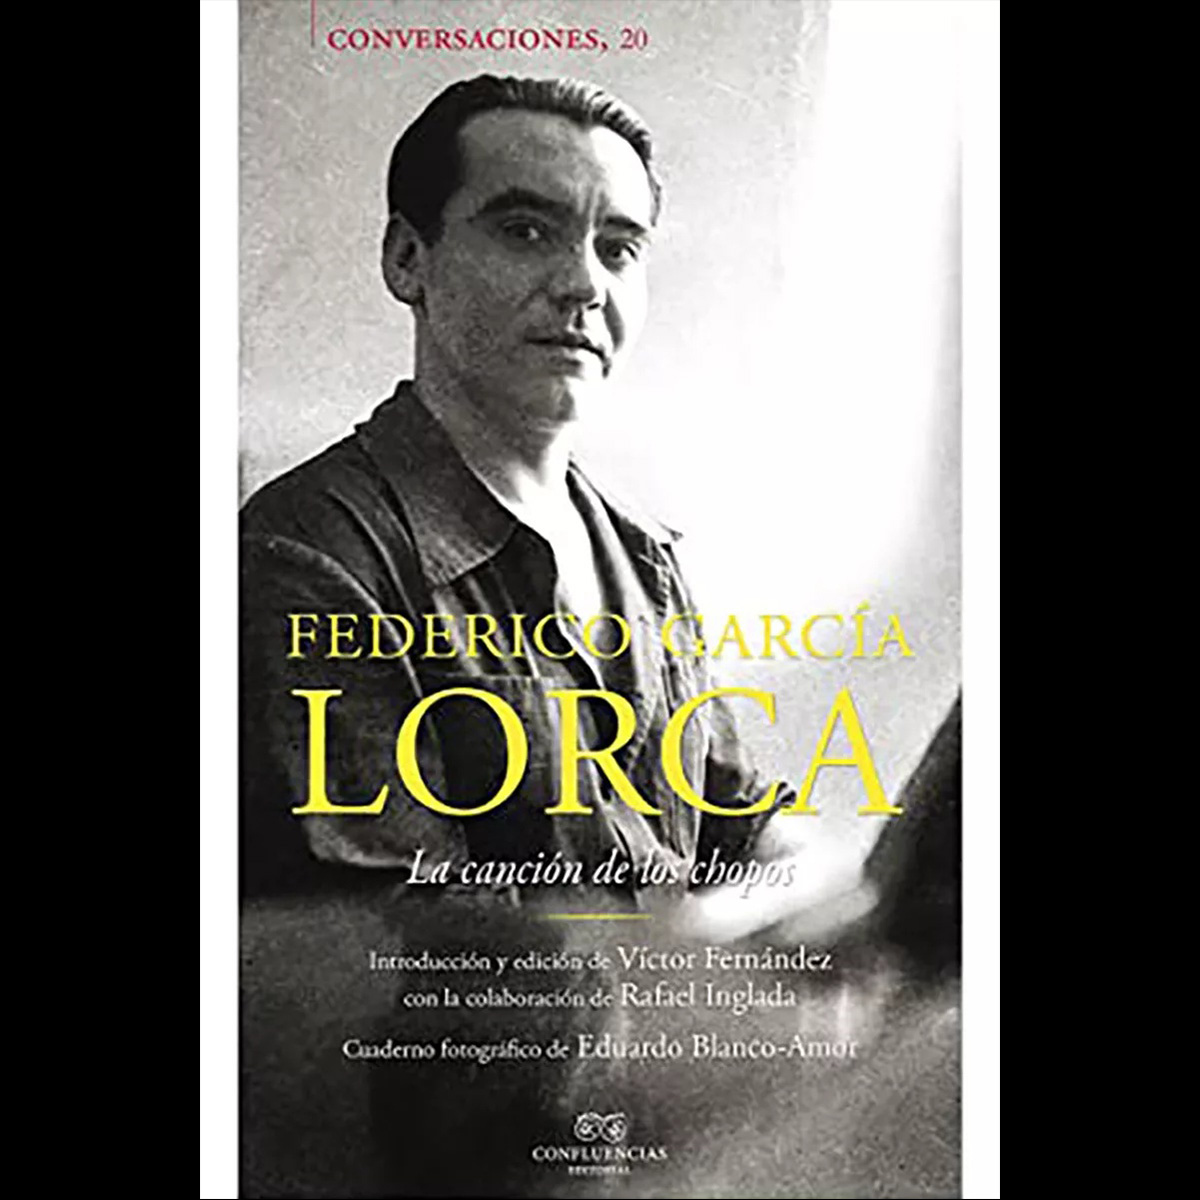 CONVERSACIONES, 20
FEDERICO GARCÍA
LORCA
La canción de los chopos
Introducción y edición de Víctor Fernández
con la colaboración de Rafael Inglada
Cuaderno fotográfico de Eduardo Blanco-Amor
CONFLUENCIAS
EDITORIAL